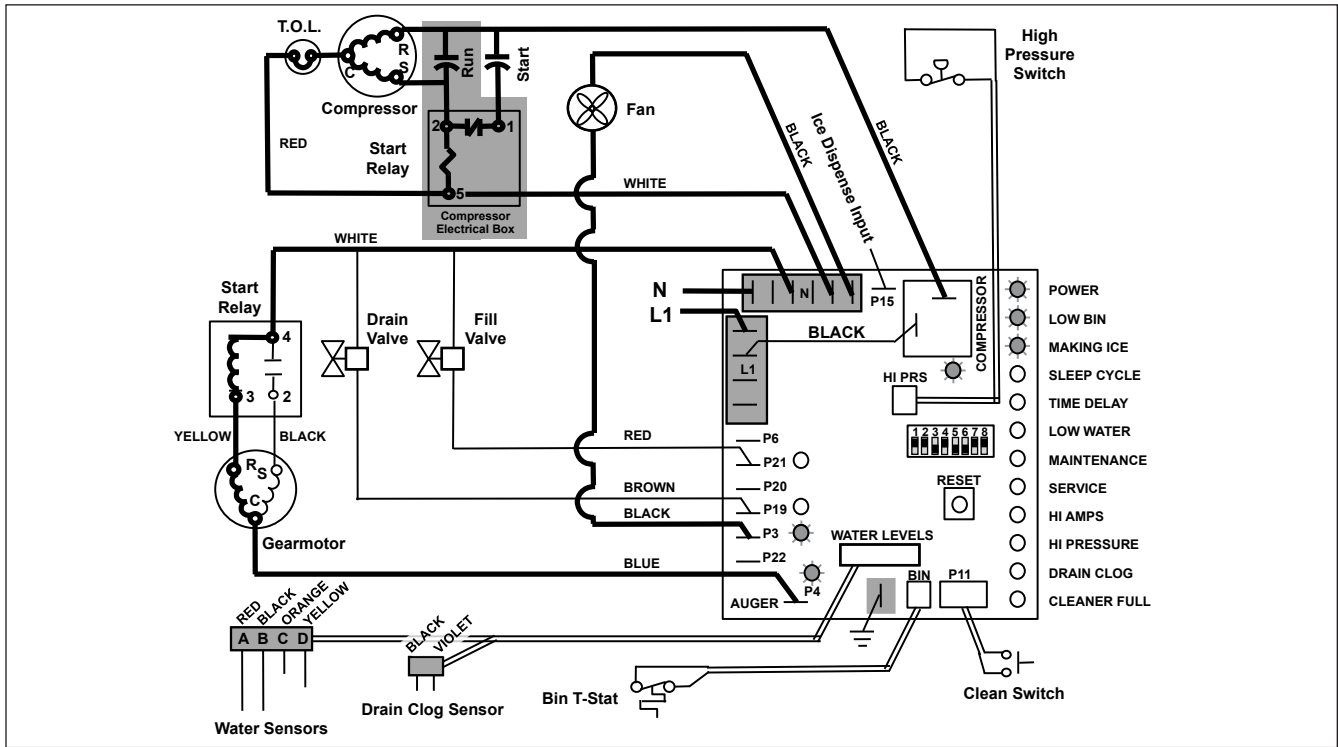 T.O.L.
R
S
C
Compressor
Run
Start
RED
Start
Relay
2
1
5
Compressor
Electrical Box
Fan
BLACK
Ice Dispense Input
BLACK
High
Pressure
Switch
WHITE
WHITE
Start
Relay
4
3
2
YELLOW
BLACK
R
S
C
Gearmotor
Drain
Valve
Fill
Valve
N
L1
N
P15
BLACK
L1
COMPRESSOR
HI PRS
1 2 3 4 5 6 7 8
RESET
RED
BROWN
BLACK
BLUE
P6
P21
P20
P19
P3
P22
P4
AUGER
WATER LEVELS
BIN
P11
POWER
LOW BIN
MAKING ICE
SLEEP CYCLE
TIME DELAY
LOW WATER
MAINTENANCE
SERVICE
HI AMPS
HI PRESSURE
DRAIN CLOG
CLEANER FULL
RED
BLACK
ORANGE
YELLOW
A B C D
Water Sensors
BLACK
VIOLET
Drain Clog Sensor
Bin T-Stat
Clean Switch